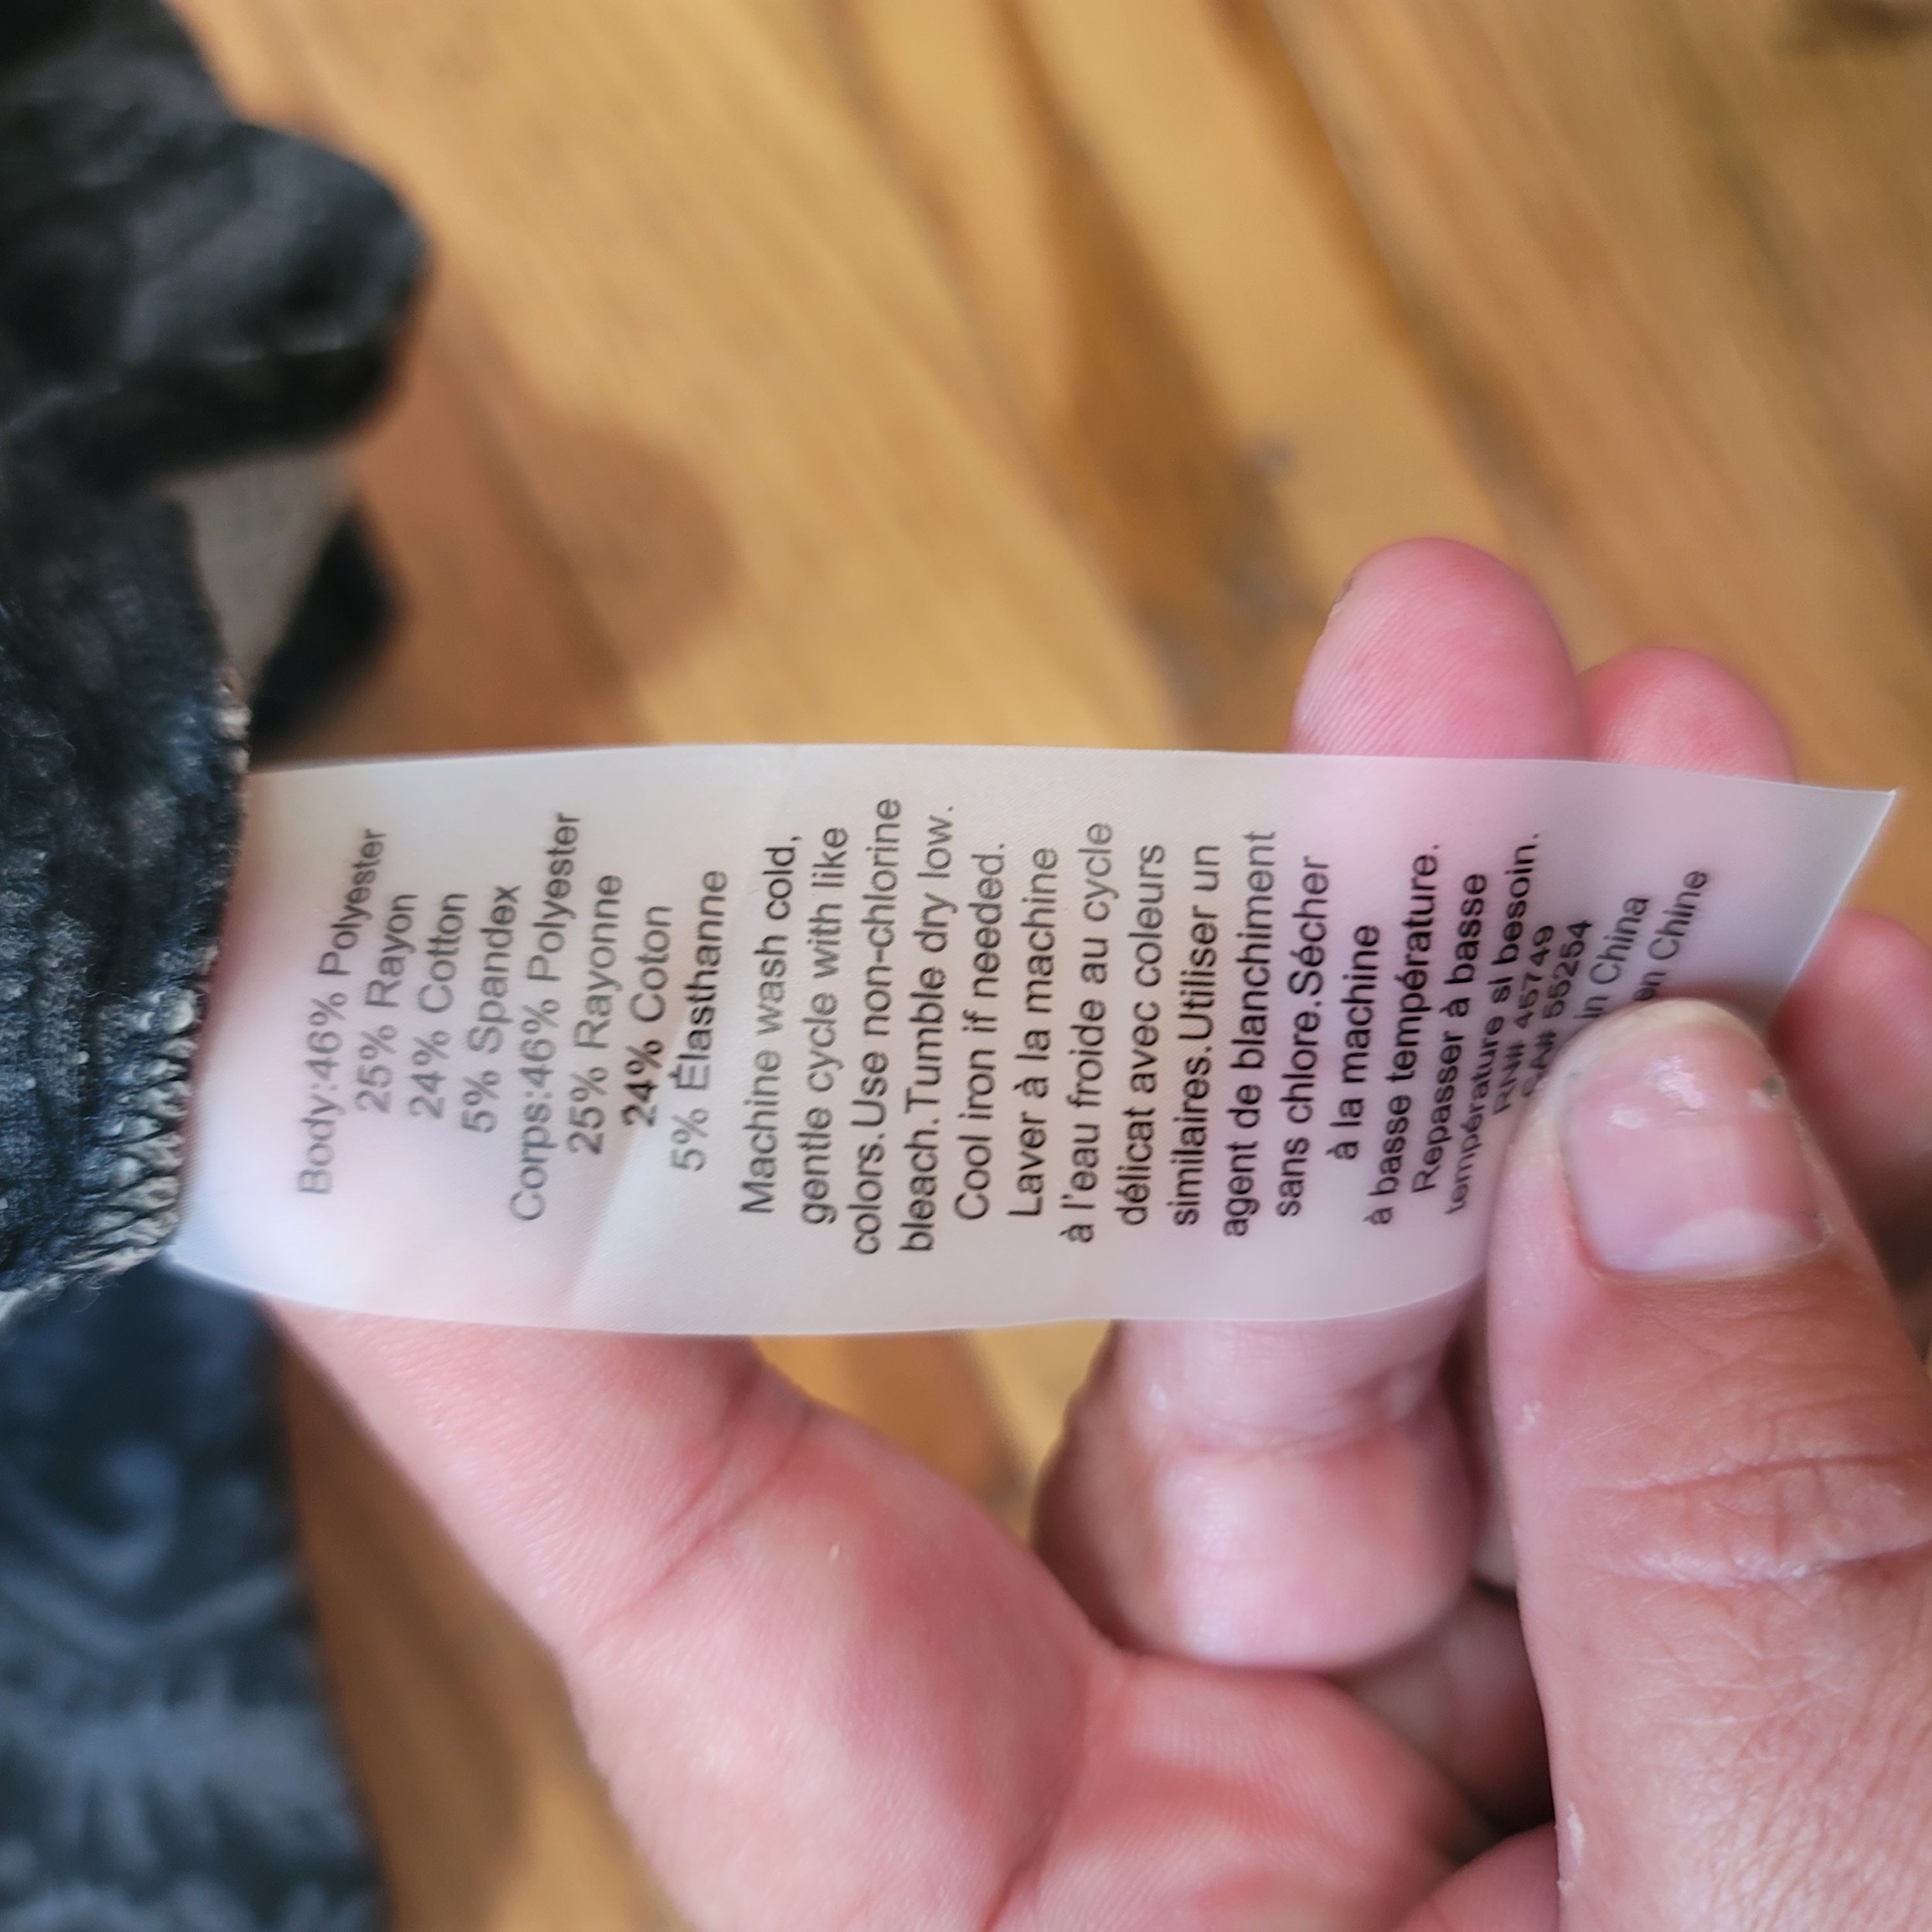 Body:46% Polyester
25% Rayon
24% Cotton
5% Spandex
Corps:46% Polyester
25% Rayonne
24% Coton
5% Élasthanne
Machine wash cold,
gentle cycle with like
colors.Use non-chlorine
bleach.Tumble dry low.
Cool iron if needed.
Laver à la machine
à l'eau froide au cycle
délicat avec coleurs
similaires.Utiliser un
agent de blanchiment
sans chlore.Sécher
à la machine
à basse température.
Repasser à basse
température si besoin.
RN# 45749
CA# 55254
in China
en Chine